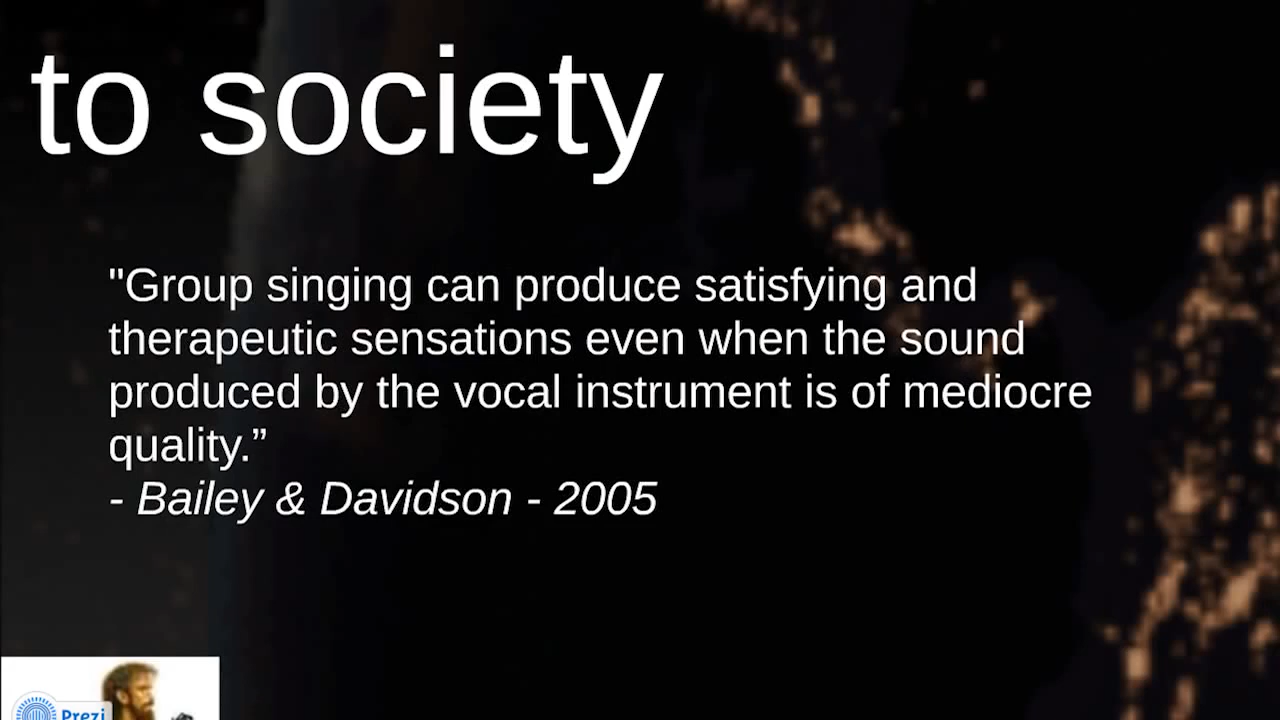 to society
"Group singing can produce satisfying and
therapeutic sensations even when the sound
produced by the vocal instrument is of mediocre
quality.”
- Bailey & Davidson - 2005
Prezi